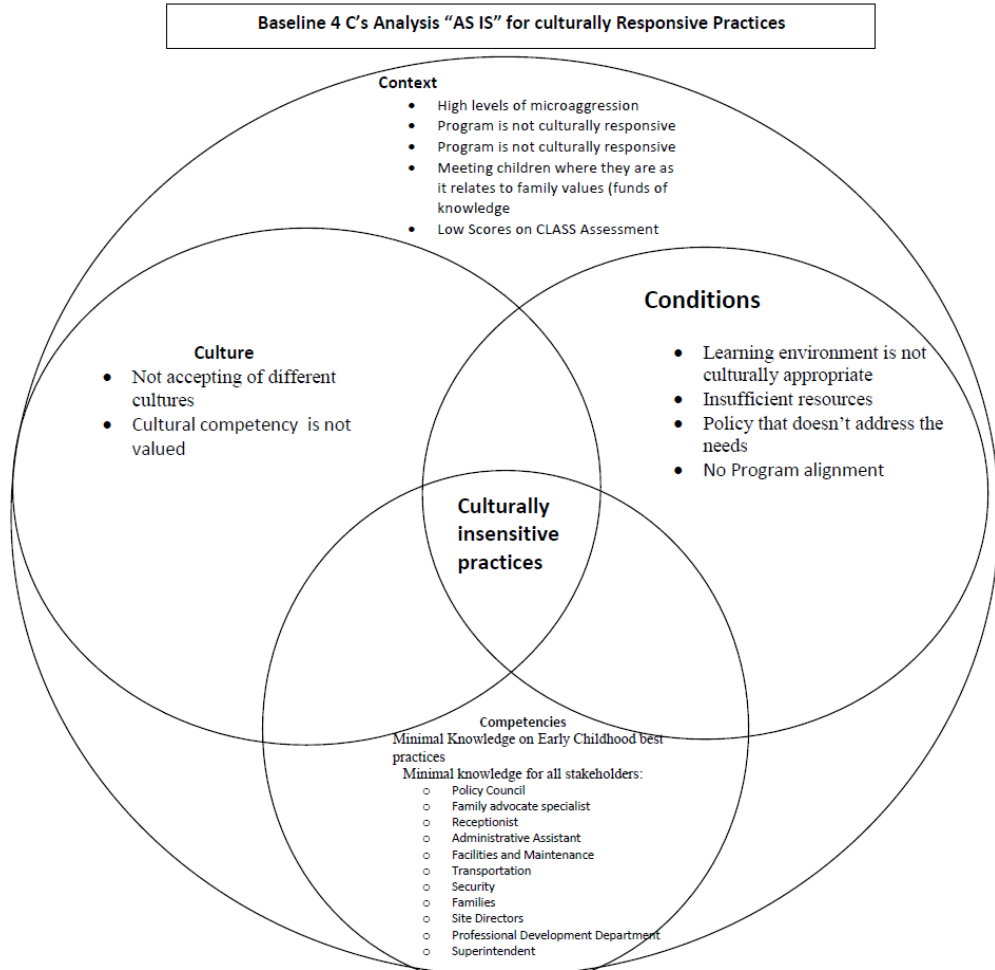 Baseline 4 C's Analysis “AS IS” for culturally Responsive Practices
Context
• High levels of microaggression
• Program is not culturally responsive
• Program is not culturally responsive
• Meeting children where they are as
it relates to family values (funds of
knowledge
• Low Scores on CLASS Assessment
Culture
• Not accepting of different
cultures
• Cultural competency is not
valued
Conditions
• Learning environment is not
culturally appropriate
• Insufficient resources
• Policy that doesn’t address the
needs
• No Program alignment
Culturally
insensitive
practices
Competencies
Minimal Knowledge on Early Childhood best
practices
Minimal knowledge for all stakeholders:
o Policy Council
o Family advocate specialist
o Receptionist
o Administrative Assistant
o Facilities and Maintenance
o Transportation
o Security
o Families
o Site Directors
o Professional Development Department
o Superintendent